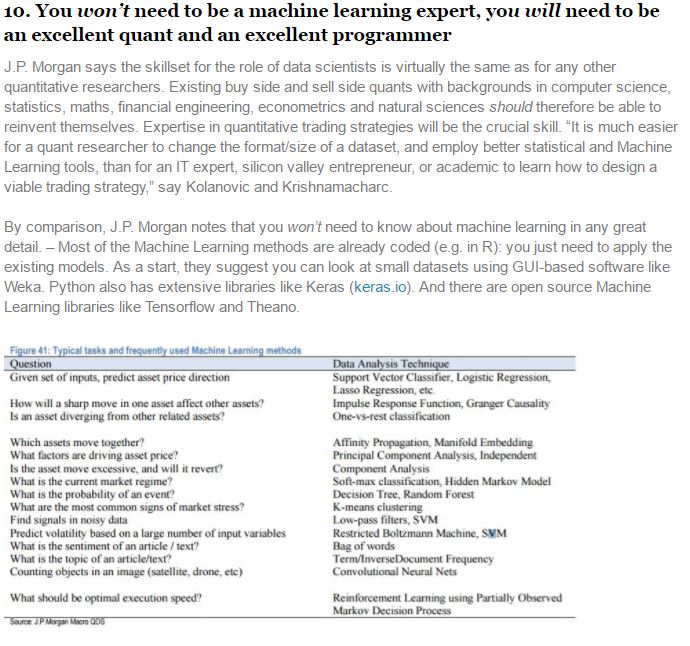 10. You won’t need to be a machine learning expert, you will need to be
an excellent quant and an excellent programmer
J.P. Morgan says the skillset for the role of data scientists is virtually the same as for any other
quantitative researchers. Existing buy side and sell side quants with backgrounds in computer science,
statistics, maths, financial engineering, econometrics and natural sciences should therefore be able to
reinvent themselves. Expertise in quantitative trading strategies will be the crucial skill. “It is much easier
for a quant researcher to change the format/size of a dataset, and employ better statistical and Machine
Learning tools, than for an IT expert, silicon valley entrepreneur, or academic to learn how to design a
viable trading strategy,” say Kolanovic and Krishnamacharc.
By comparison, J.P. Morgan notes that you won’t need to know about machine learning in any great
detail. – Most of the Machine Learning methods are already coded (e.g. in R): you just need to apply the
existing models. As a start, they suggest you can look at small datasets using GUI-based software like
Weka. Python also has extensive libraries like Keras (keras.io). And there are open source Machine
Learning libraries like Tensorflow and Theano.
Figure 41: Typical tasks and frequently used Machine Learning methods
Question Data Analysis Technique
Given set of inputs, predict asset price direction Support Vector Classifier, Logistic Regression,
Lasso Regression, etc.
How will a sharp move in one asset affect other assets? Impulse Response Function, Granger Causality
Is an asset diverging from other related assets? One-vs-rest classification
Which assets move together? Affinity Propagation, Manifold Embedding
What factors are driving asset price? Principal Component Analysis, Independent
Is the asset move excessive, and will it revert? Component Analysis
What is the current market regime? Soft-max classification, Hidden Markov Model
What is the probability of an event? Decision Tree, Random Forest
What are the most common signs of market stress? K-means clustering
Find signals in noisy data Low-pass filters, SVM
Predict volatility based on a large number of input variables Restricted Boltzmann Machine, SVM
What is the sentiment of an article / text? Bag of words
What is the topic of an article/text? Term/InverseDocument Frequency
Counting objects in an image (satellite, drone, etc) Convolutional Neural Nets
What should be optimal execution speed? Reinforcement Learning using Partially Observed
Markov Decision Process
Source: J.P.Morgan Macro QDS